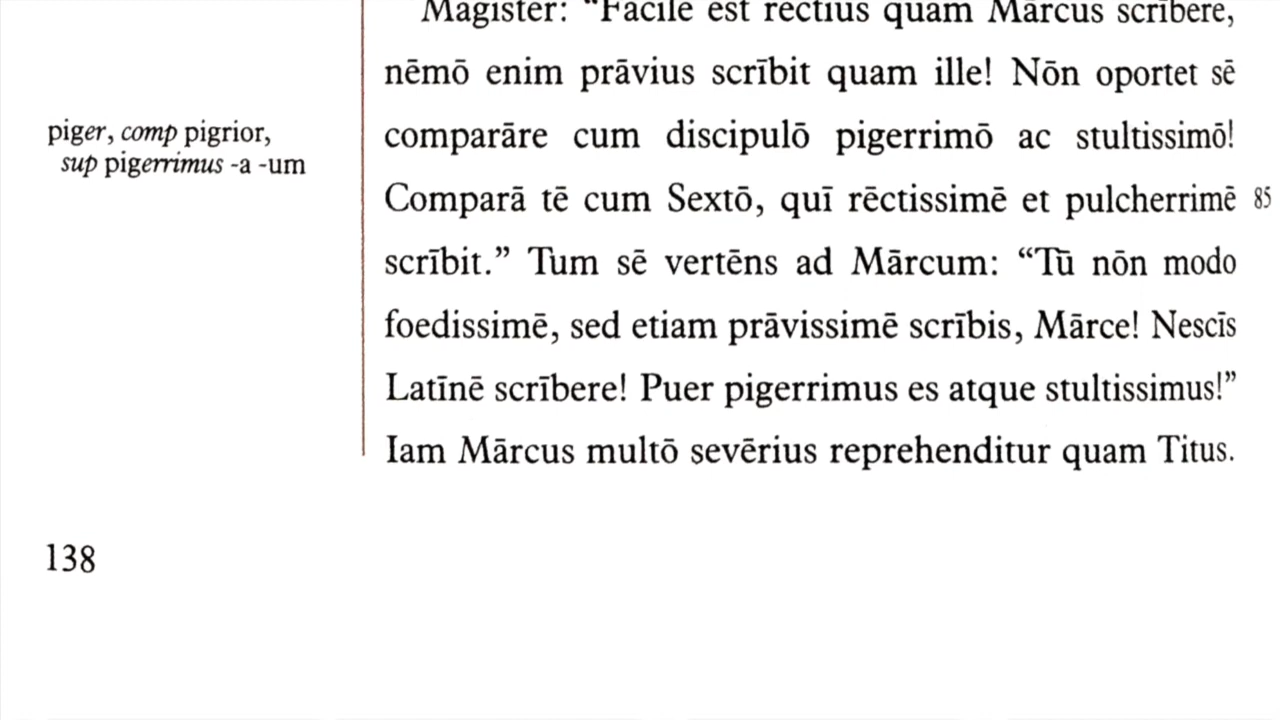 Magister: “Facile est rēctius quam Mārcus scrībere,
nēmō enim prāvius scrībit quam ille! Nōn oportet sē
comparāre cum discipulō pigerrimō ac stultissimō!
Comparā tē cum Sextō, quī rēctissimē et pulcherrimē 85
scrībit.” Tum sē vertēns ad Mārcum: “Tū nōn modo
foedissimē, sed etiam prāvissimē scrībis, Mārce! Nescīs
Latīnē scrībere! Puer pigerrimus es atque stultissimus!”
Iam Mārcus multō sevērius reprehenditur quam Titus.
piger, comp pigrior,
sup pigerrimus -a -um
138